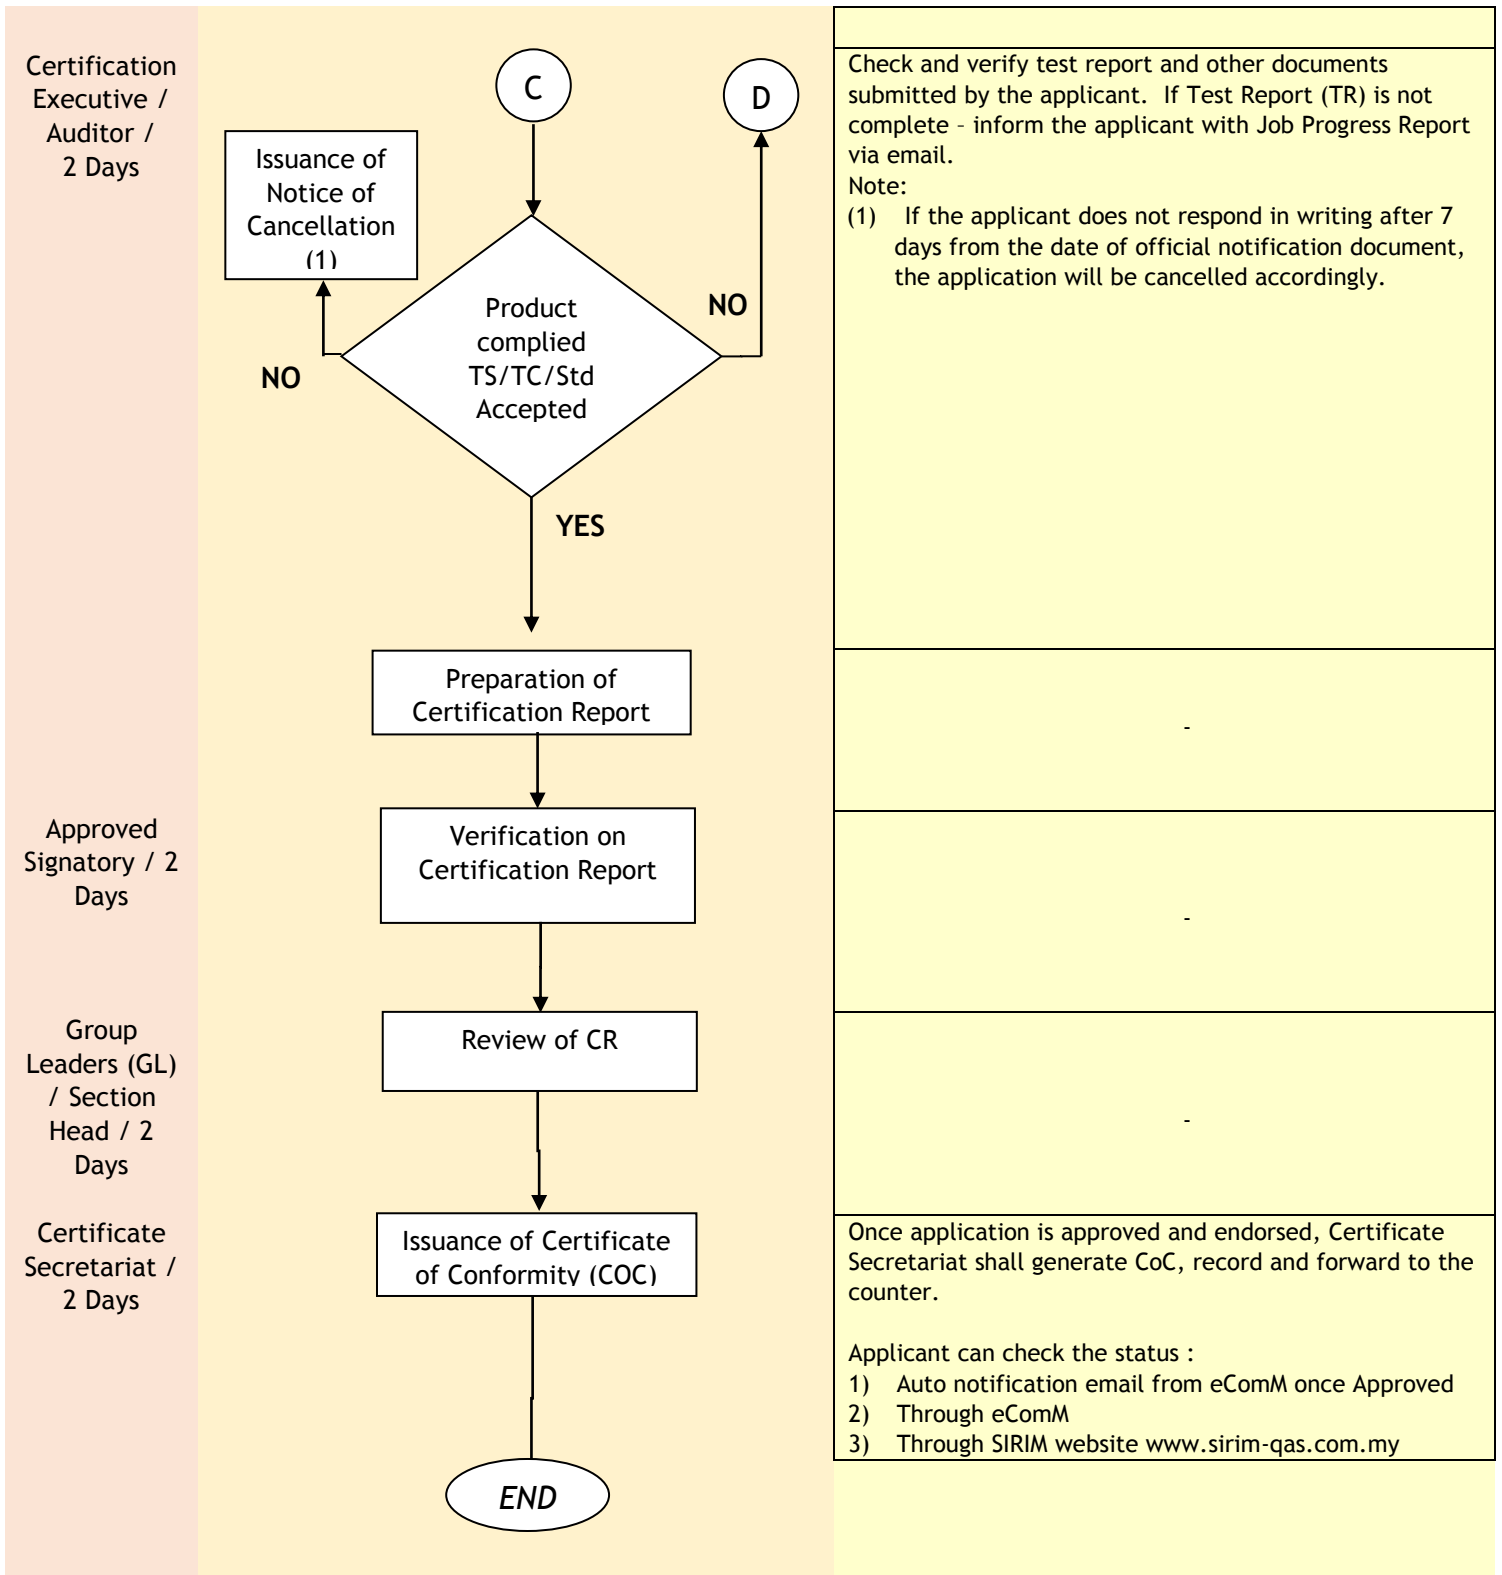 Certification
Executive /
Auditor /
2 Days
C
D
Issuance of
Notice of
Cancellation
(1)
NO
Product
complied
TS/TC/Std
Accepted
NO
YES
Check and verify test report and other documents
submitted by the applicant. If Test Report (TR) is not
complete – inform the applicant with Job Progress Report
via email.
Note:
(1) If the applicant does not respond in writing after 7
days from the date of official notification document,
the application will be cancelled accordingly.
Preparation of
Certification Report
-
Approved
Signatory / 2
Days
Verification on
Certification Report
-
Group
Leaders (GL)
/ Section
Head / 2
Days
Review of CR
-
Certificate
Secretariat /
2 Days
Issuance of Certificate
of Conformity (COC)
END
Once application is approved and endorsed, Certificate
Secretariat shall generate CoC, record and forward to the
counter.
Applicant can check the status :
1) Auto notification email from eComM once Approved
2) Through eComM
3) Through SIRIM website www.sirim-qas.com.my